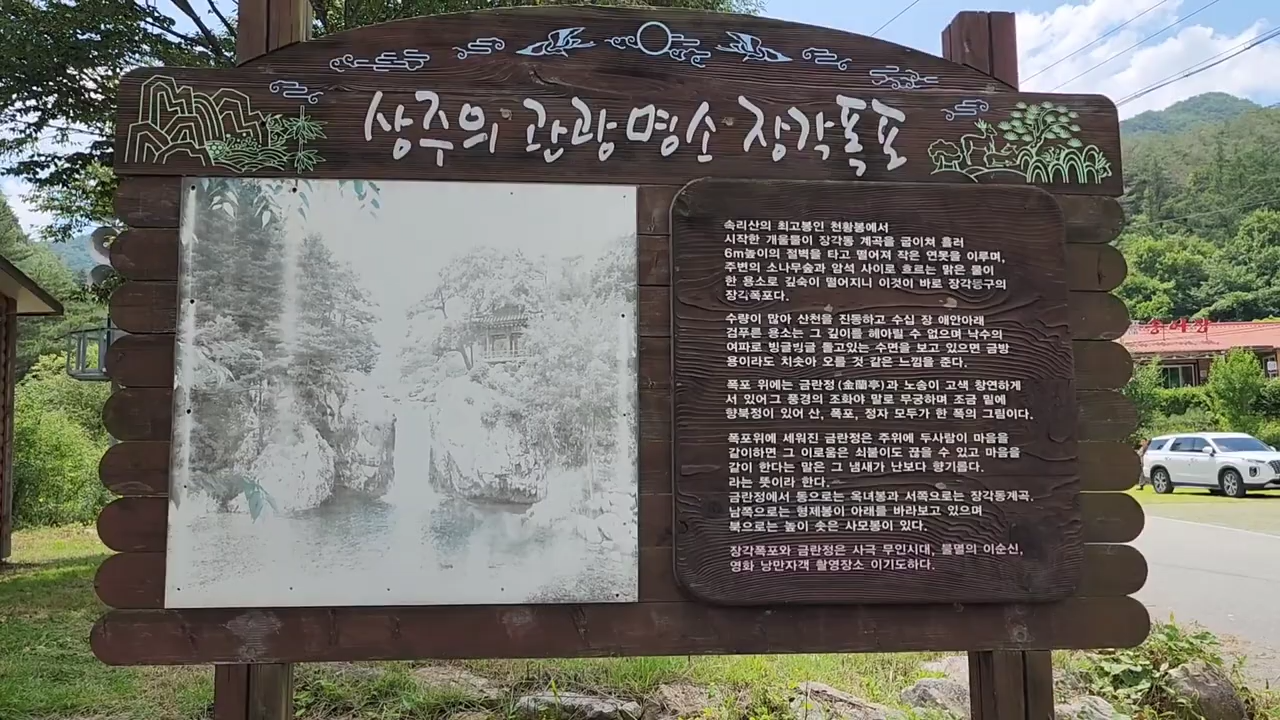 상주의 관광명소 장각폭포
속리산의 최고봉인 천황봉에서
시작한 개울물이 장각동 계곡을 굽이쳐 흘러
6m높이의 절벽을 타고 떨어져 작은 연못을 이루며,
주변의 소나무숲과 암석 사이로 흐르는 맑은 물이
한 용소로 깊숙이 떨어지니 이것이 바로 장각동구의
장각폭포다.
수량이 많아 산천을 진동하고 수십 장 애안아래
검푸른 용소는 그 깊이를 헤아릴 수 없으며 낙수의
여파로 빙글빙글 돌고있는 수면을 보고 있으면 금방
용이라도 치솟아 오를 것 같은 느낌을 준다.
폭포 위에는 금란정(金蘭亭)과 노송이 고색 창연하게
서 있어그 풍경의 조화야 말로 무궁하며 조금 밑에
향북정이 있어 산, 폭포, 정자 모두가 한 폭의 그림이다.
폭포위에 세워진 금란정은 주위에 두사람이 마음을
같이하면 그 이로움은 쇠붙이도 끊을 수 있고 마음을
같이 한다는 말은 그 냄새가 난보다 향기롭다.
라는 뜻이라 한다.
금란정에서 동으로는 옥녀봉과 서쪽으로는 장각동계곡,
남쪽으로는 형제봉이 아래를 바라보고 있으며
북으로는 높이 솟은 사모봉이 있다.
장각폭포와 금란정은 사극 무인시대, 불멸의 이순신,
영화 낭만자객 촬영장소 이기도하다.